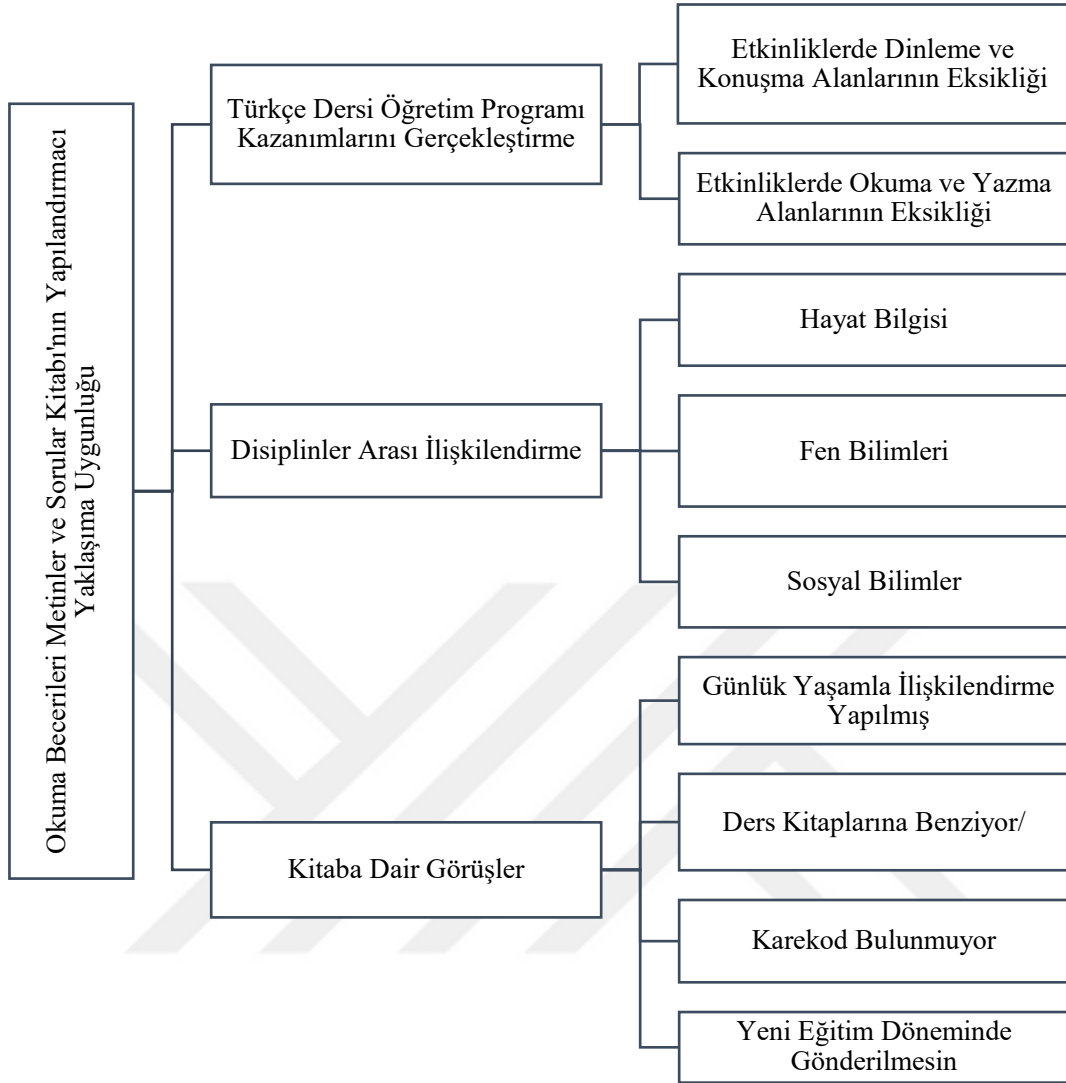 Okuma Becerileri Metinler ve Sorular Kitabı'nın Yapılandırmacı
Yaklaşıma Uygunluğu
Türkçe Dersi Öğretim Programı
Kazanımlarını Gerçekleştirme
Etkinliklerde Dinleme ve
Konuşma Alanlarının Eksikliği
Etkinliklerde Okuma ve Yazma
Alanlarının Eksikliği
Disiplinler Arası İlişkilendirme
Hayat Bilgisi
Fen Bilimleri
Sosyal Bilimler
Kitaba Dair Görüşler
Günlük Yaşamla İlişkilendirme
Yapılmış
Ders Kitaplarına Benziyor/
Karekod Bulunmuyor
Yeni Eğitim Döneminde
Gönderilmesin